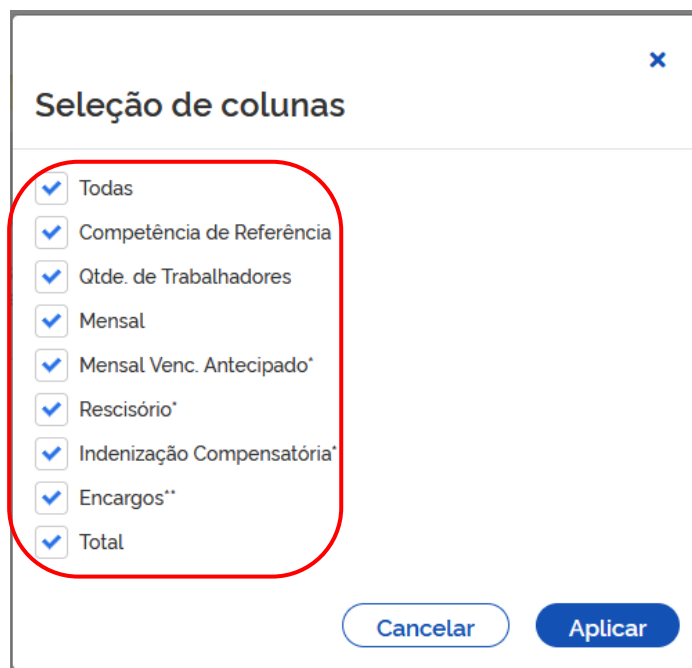 Seleção de colunas
Todas
Competência de Referência
Qtde. de Trabalhadores
Mensal
Mensal Venc. Antecipado*
Rescisório*
Indenização Compensatória*
Encargos**
Total
Cancelar
Aplicar